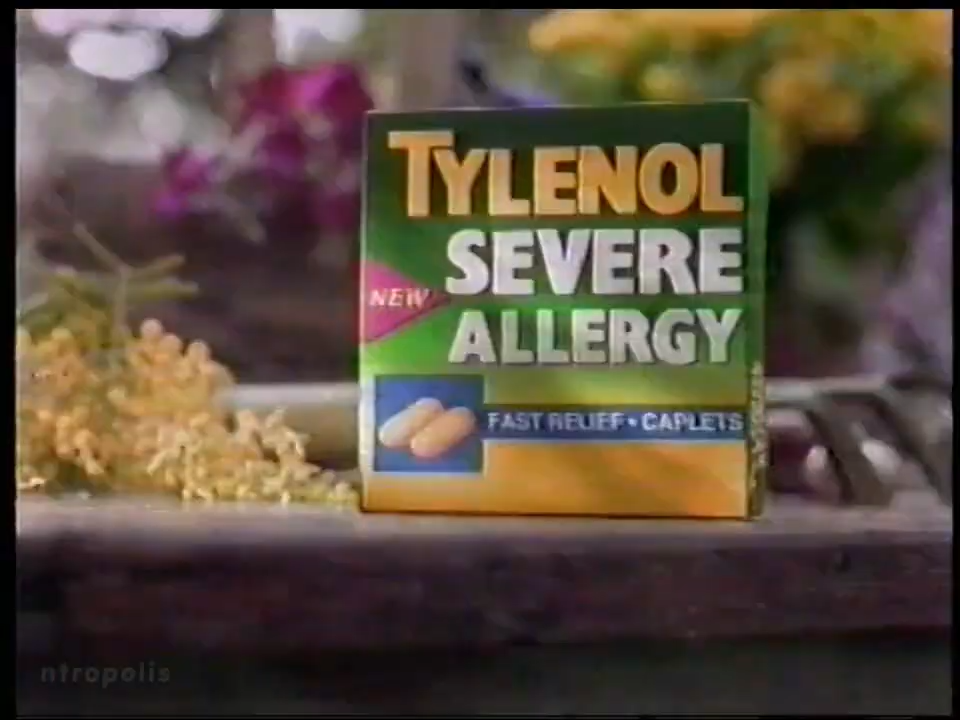 TYLENOL
SEVERE
NEW
ALLERGY
FAST RELIEF • CAPLETS
ntropolis